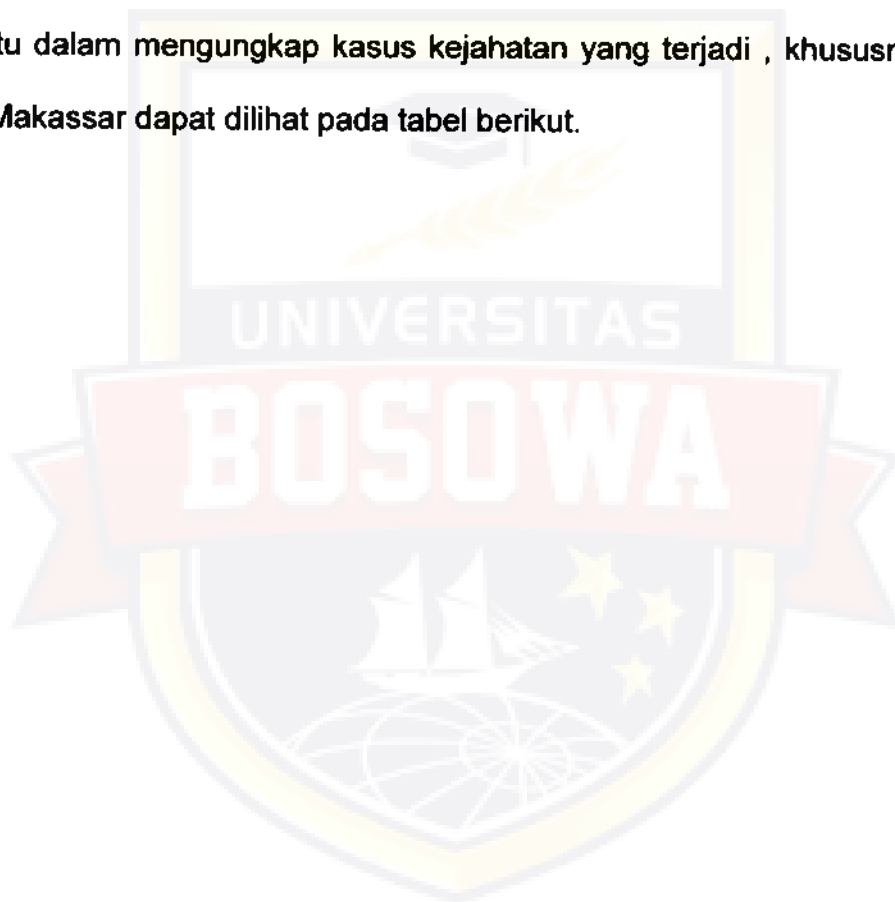 tu dalam mengungkap kasus kejahatan yang terjadi , khususn
Makassar dapat dilihat pada tabel berikut.
UNIVERSITAS
BOSOWA